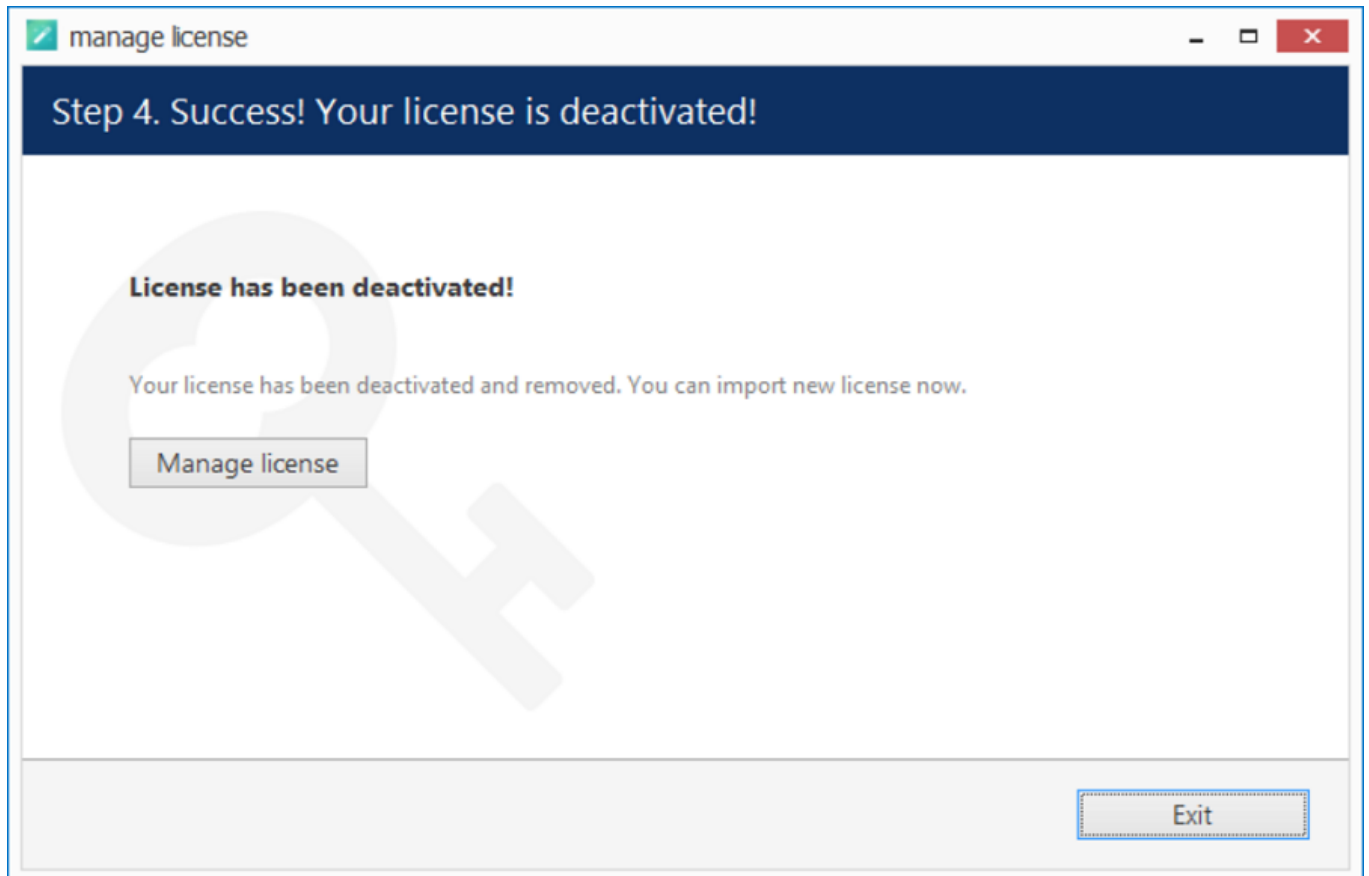 manage license
Step 4. Success! Your license is deactivated!
License has been deactivated!
Your license has been deactivated and removed. You can import new license now.
Manage license
Exit